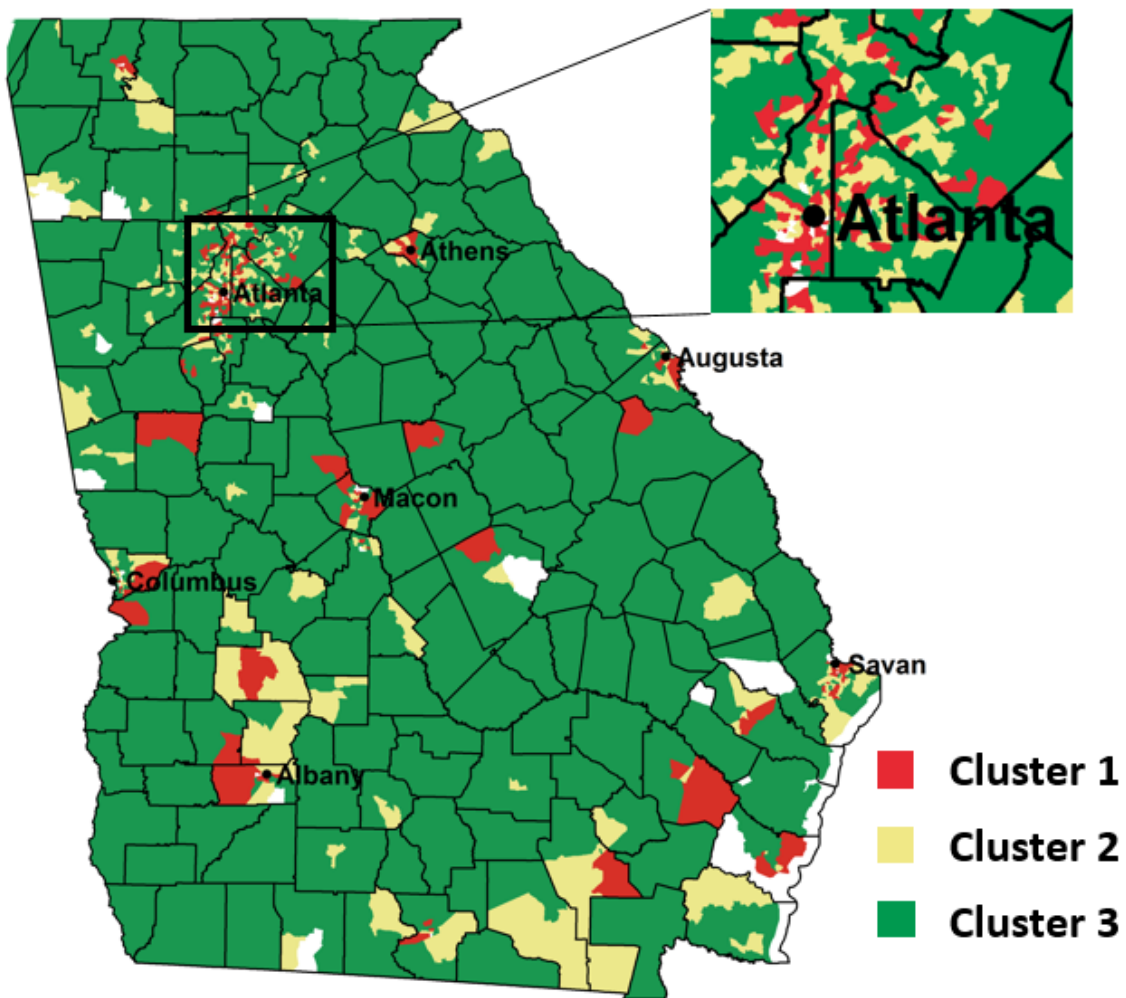 Atlanta
Athens
Atlanta
Augusta
Macon
Columbus
Savan
Albany
Cluster 1
Cluster 2
Cluster 3